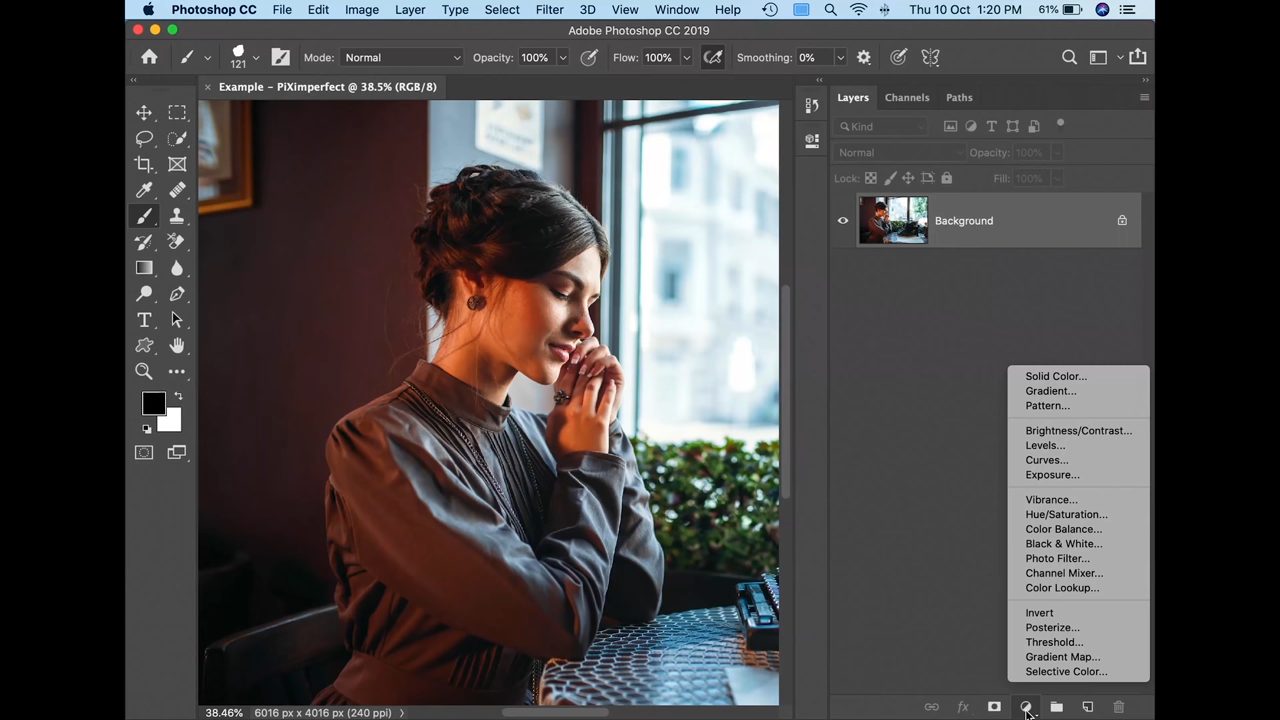 Photoshop CC File Edit Image Layer Type Select Filter 3D View Window Help Thu 10 Oct 1:20 PM 61%
Adobe Photoshop CC 2019
121 Mode: Normal Opacity: 100% Flow: 100% Smoothing: 0%
Example - PiXimperfect @ 38.5% (RGB/8)
Layers Channels Paths
Kind
Normal Opacity: 100%
Lock: Fill: 100%
Background
Solid Color...
Gradient...
Pattern...
Brightness/Contrast...
Levels...
Curves...
Exposure...
Vibrance...
Hue/Saturation...
Color Balance...
Black & White...
Photo Filter...
Channel Mixer...
Color Lookup...
Invert
Posterize...
Threshold...
Gradient Map...
Selective Color...
38.46% 6016 px x 4016 px (240 ppi)